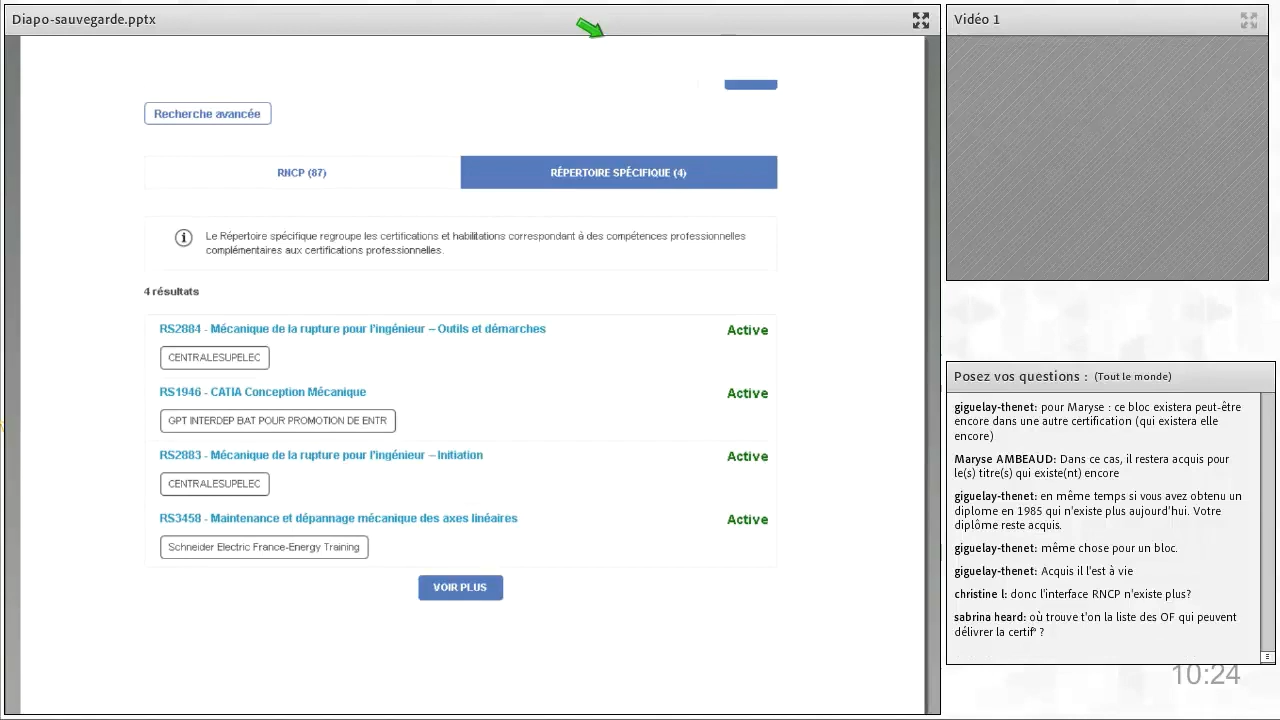 Diapo-sauvegarde.pptx
Recherche avancée
RNCP (87)
RÉPERTOIRE SPÉCIFIQUE (4)
Le Répertoire spécifique regroupe les certifications et habilitations correspondant à des compétences professionnelles
complémentaires aux certifications professionnelles.
4 résultats
RS2884 - Mécanique de la rupture pour l'ingénieur – Outils et démarches
Active
CENTRALESUPELEC
RS1946 - CATIA Conception Mécanique
Active
GPT INTERDEP BAT POUR PROMOTION DE ENTR
RS2883 - Mécanique de la rupture pour l'ingénieur – Initiation
Active
CENTRALESUPELEC
RS3458 - Maintenance et dépannage mécanique des axes linéaires
Active
Schneider Electric France-Energy Training
VOIR PLUS
Vidéo 1
Posez vos questions : (Tout le monde)
giguelay-thenet: pour Maryse : ce bloc existera peut-être
encore dans une autre certification (qui existera elle
encore)
Maryse AMBEAUD: Dans ce cas, il restera acquis pour
le(s) titre(s) qui existe(nt) encore
giguelay-thenet: en même temps si vous avez obtenu un
diplome en 1985 qui n'existe plus aujourd'hui. Votre
diplôme reste acquis.
giguelay-thenet: même chose pour un bloc.
giguelay-thenet: Acquis il l'est à vie
christine l: donc l'interface RNCP n'existe plus?
sabrina heard: où trouve t'on la liste des OF qui peuvent
délivrer la certif° ?
10:24